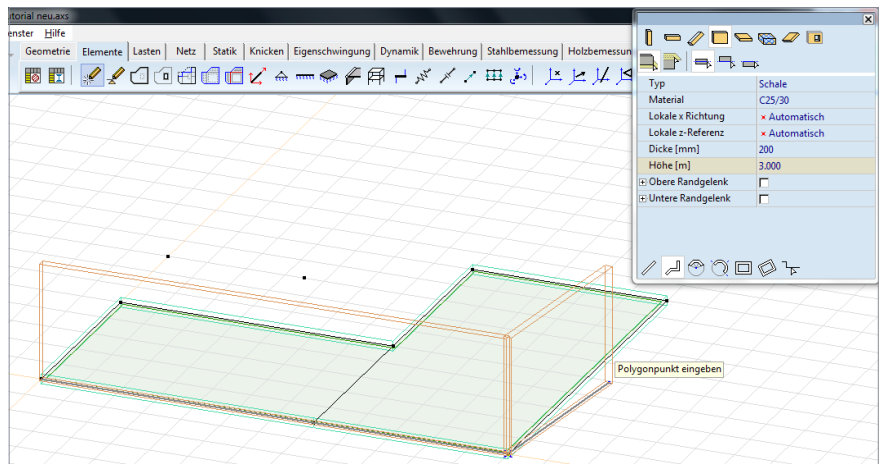 utorial neu.axs
enster Hilfe
Geometrie Elemente Lasten Netz Statik Knicken Eigenschwingung Dynamik Bewehrung Stahlbemessung Holzbemessun
Typ Schale
Material C25/30
Lokale x Richtung × Automatisch
Lokale z-Referenz × Automatisch
Dicke [mm] 200
Höhe [m] 3.000
Obere Randgelenk
Untere Randgelenk
Polygonpunkt eingeben